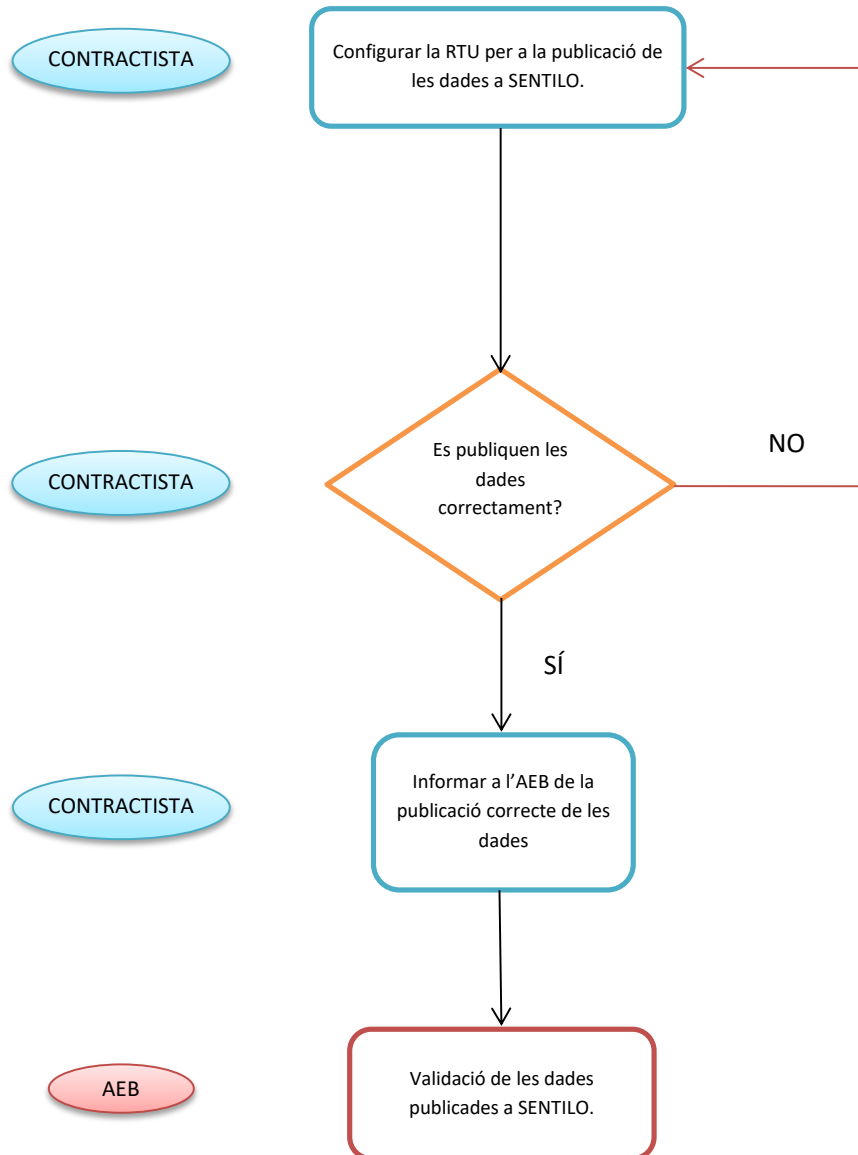 CONTRACTISTA
Configurar la RTU per a la publicació de
les dades a SENTILO.
CONTRACTISTA
Es publiquen les
dades
correctament?
NO
SÍ
CONTRACTISTA
Informar a l’AEB de la
publicació correcte de les
dades
AEB
Validació de les dades
publicades a SENTILO.